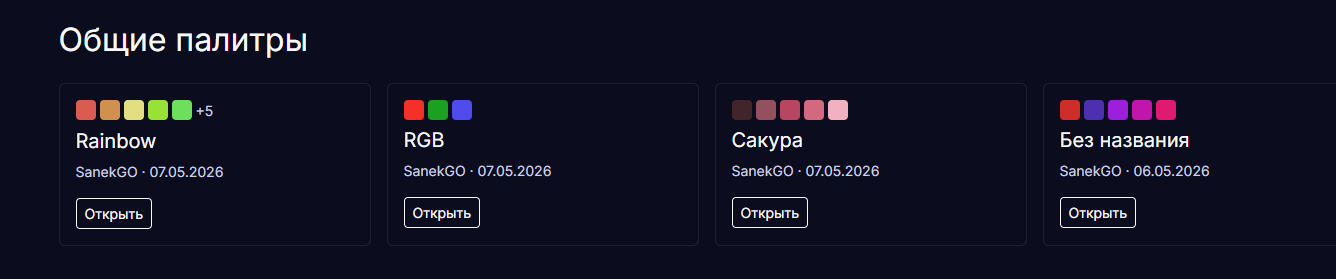 Общие палитры
+5
Rainbow
SanekGO · 07.05.2026
Открыть
RGB
SanekGO · 07.05.2026
Открыть
Сакура
SanekGO · 07.05.2026
Открыть
Без названия
SanekGO · 06.05.2026
Открыть